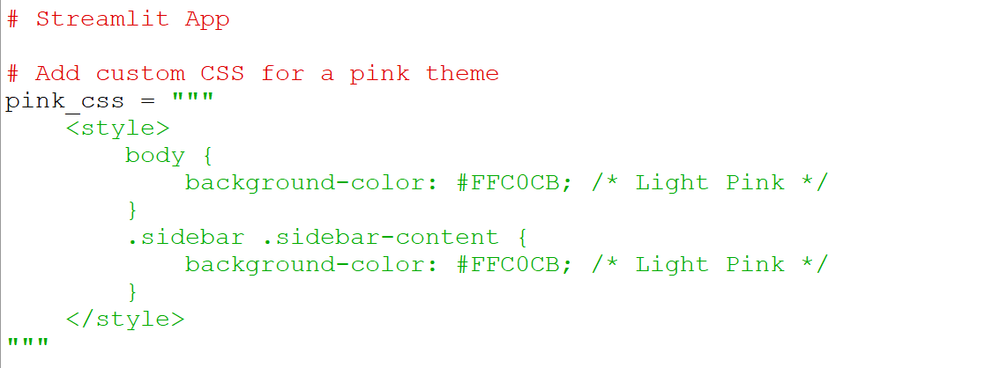 # Streamlit App
# Add custom CSS for a pink theme
pink_css = """
    <style>
        body {
            background-color: #FFC0CB; /* Light Pink */
        }
        .sidebar .sidebar-content {
            background-color: #FFC0CB; /* Light Pink */
        }
    </style>
"""